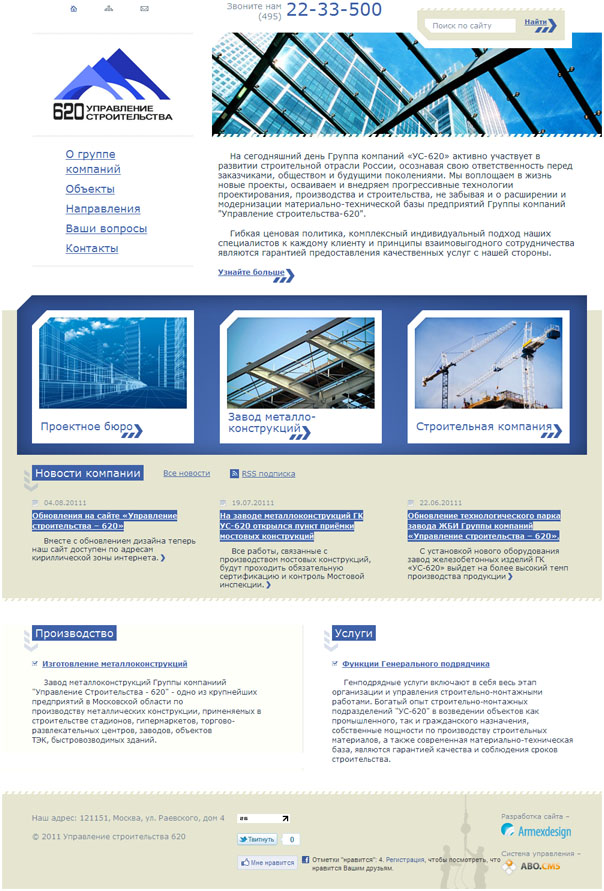 Звоните нам
(495) 22-33-500
Поиск по сайту
Найти
620 УПРАВЛЕНИЕ
СТРОИТЕЛЬСТВА
О группе
компаний
Объекты
Направления
Ваши вопросы
Контакты
На сегодняшний день Группа компаний «УС-620» активно участвует в
развитии строительной отрасли России, осознавая свою ответственность перед
заказчиками, обществом и будущими поколениями. Мы воплощаем в жизнь
новые проекты, осваиваем и внедряем прогрессивные технологии
проектирования, производства и строительства, не забывая и о расширении и
модернизации материально-технической базы предприятий Группы компаний
"Управление строительства-620".
Гибкая ценовая политика, комплексный индивидуальный подход наших
специалистов к каждому клиенту и принципы взаимовыгодного сотрудничества
являются гарантией предоставления качественных услуг с нашей стороны.
Узнайте больше
Проектное бюро
Завод металло-
конструкций
Строительная компания
Новости компании
Все новости
RSS подписка
04.08.20111
Обновления на сайте «Управление
строительства – 620»
Вместе с обновлением дизайна теперь
наш сайт доступен по адресам
кириллической зоны интернета.
19.07.20111
На заводе металлоконструкций ГК
УС-620 открылся пункт приёмки
мостовых конструкций
Все работы, связанные с
производством мостовых конструкций,
будут проходить обязательную
сертификацию и контроль Мостовой
инспекции.
22.06.20111
Обновление технологического парка
завода ЖБИ Группы компаний
«Управление строительства – 620».
С установкой нового оборудования
завод железобетонных изделий ГК
«УС-620» выйдет на более высокий темп
производства продукции
Производство
Изготовление металлоконструкций
Завод металлоконструкций Группы компаниий
"Управление Строительства - 620" - одно из крупнейших
предприятий в Московской области по
производству металлических конструкции, применяемых в
строительстве стадионов, гипермаркетов, торгово-
развлекательных центров, заводов, объектов
ТЭК, быстровозводимых зданий.
Услуги
Функции Генерального подрядчика
Генподрядные услуги включают в себя весь этап
организации и управления строительно-монтажными
работами. Богатый опыт строительно-монтажных
подразделений "УС-620" в возведении объектов как
промышленного, так и гражданского назначения,
собственные мощности по производству строительных
материалов, а также современная материально-техническая
база, являются гарантией качества и соблюдения сроков
строительства.
Наш адрес: 121151, Москва, ул. Раевского, дом 4
© 2011 Управление строительства 620
Твитнуть 0
Мне нравится
Отметки "нравится": 4. Регистрация, чтобы посмотреть, что
нравится Вашим друзьям.
Разработка сайта –
Armexdesign
Система управления –
ABO.CMS